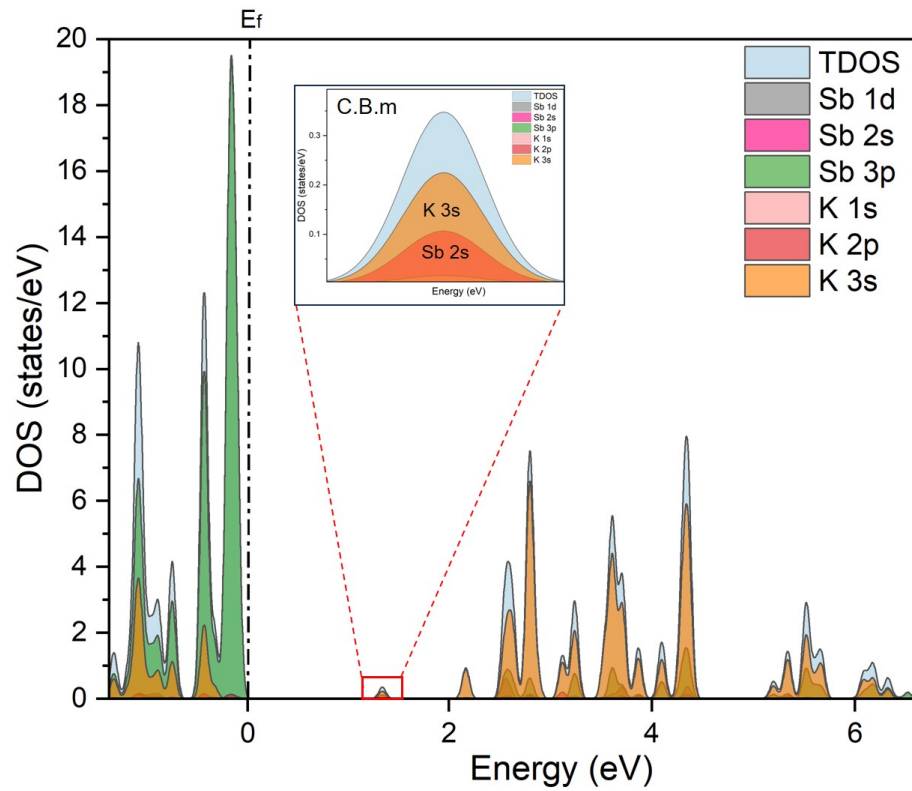 Ef
20
18
16
14
12
10
8
6
4
2
0
DOS (states/eV)
TDOS
Sb 1d
Sb 2s
Sb 3p
K 1s
K 2p
K 3s
C.B.m
TDOS
Sb 1d
Sb 2s
Sb 3p
K 1s
K 2p
K 3s
0.3
0.2
0.1
DOS (states/eV)
K 3s
Sb 2s
Energy (eV)
0 2 4 6
Energy (eV)